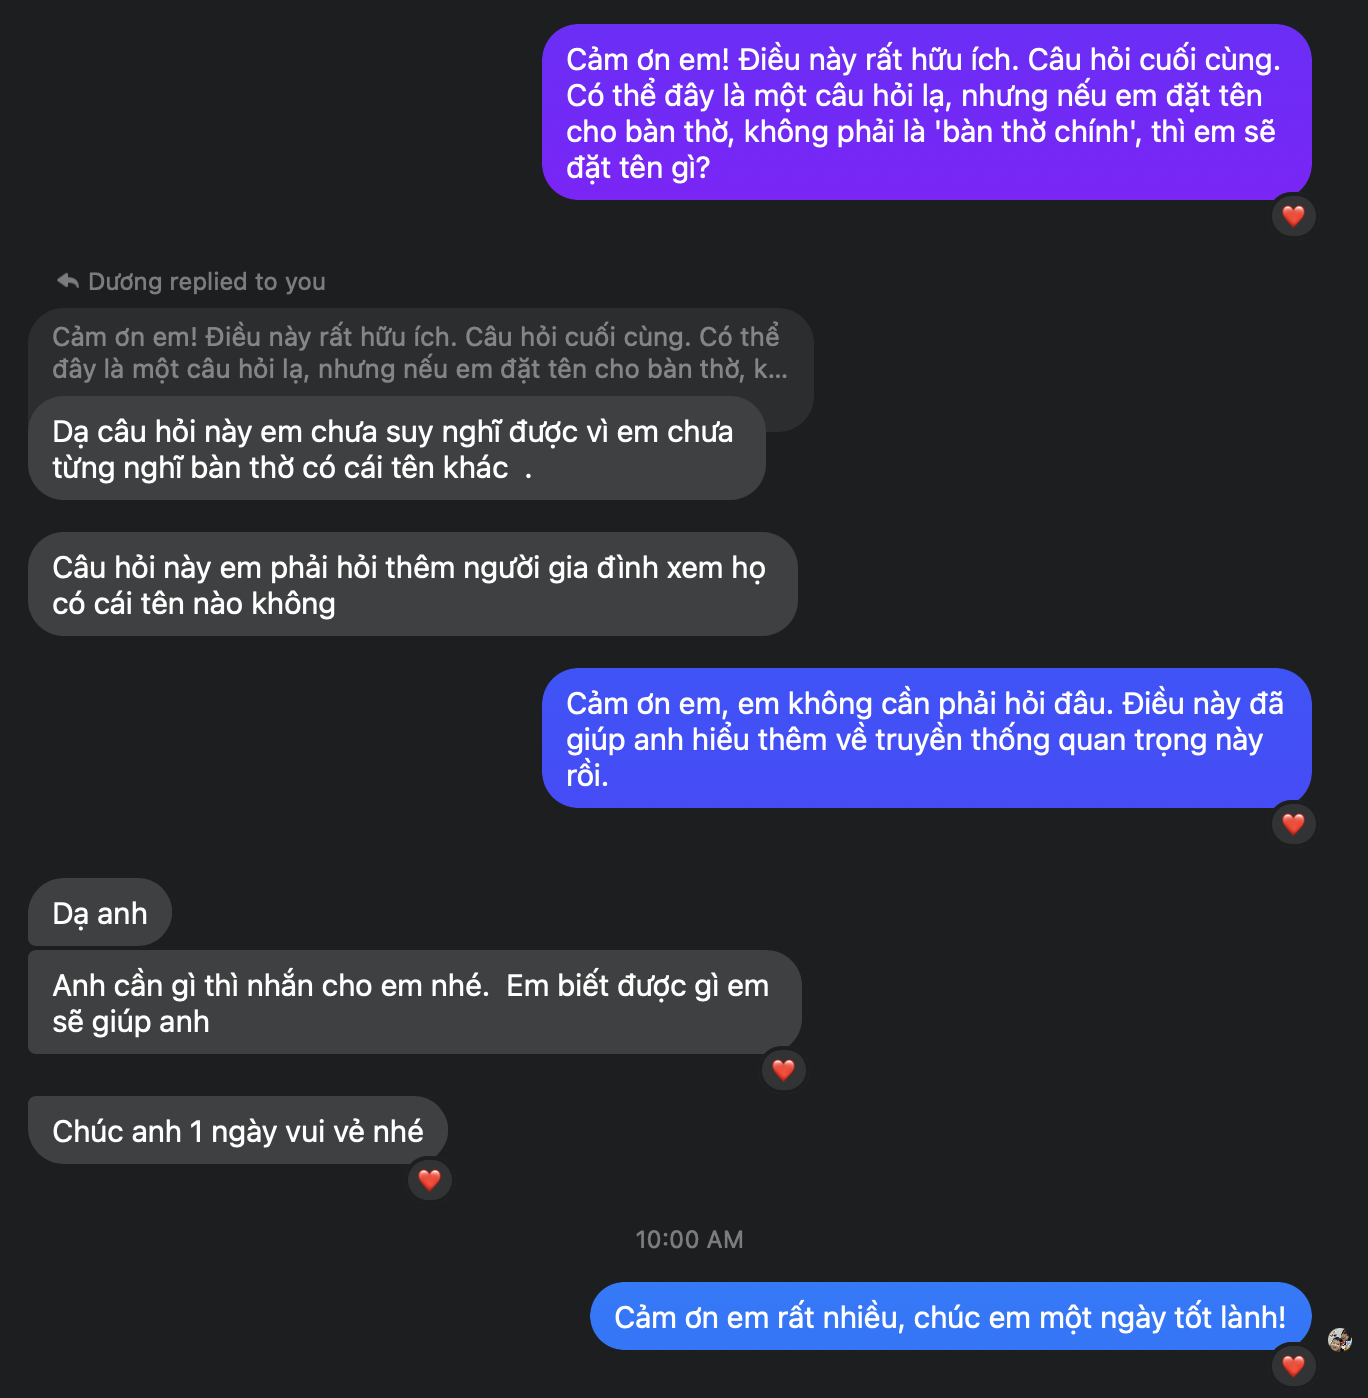 Cảm ơn em! Điều này rất hữu ích. Câu hỏi cuối cùng.
Có thể đây là một câu hỏi lạ, nhưng nếu em đặt tên
cho bàn thờ, không phải là 'bàn thờ chính', thì em sẽ
đặt tên gì?
Dương replied to you
Cảm ơn em! Điều này rất hữu ích. Câu hỏi cuối cùng. Có thể
đây là một câu hỏi lạ, nhưng nếu em đặt tên cho bàn thờ, k...
Dạ câu hỏi này em chưa suy nghĩ được vì em chưa
từng nghĩ bàn thờ có cái tên khác  .
Câu hỏi này em phải hỏi thêm người gia đình xem họ
có cái tên nào không
Cảm ơn em, em không cần phải hỏi đâu. Điều này đã
giúp anh hiểu thêm về truyền thống quan trọng này
rồi.
Dạ anh
Anh cần gì thì nhắn cho em nhé.  Em biết được gì em
sẽ giúp anh
Chúc anh 1 ngày vui vẻ nhé
10:00 AM
Cảm ơn em rất nhiều, chúc em một ngày tốt lành!